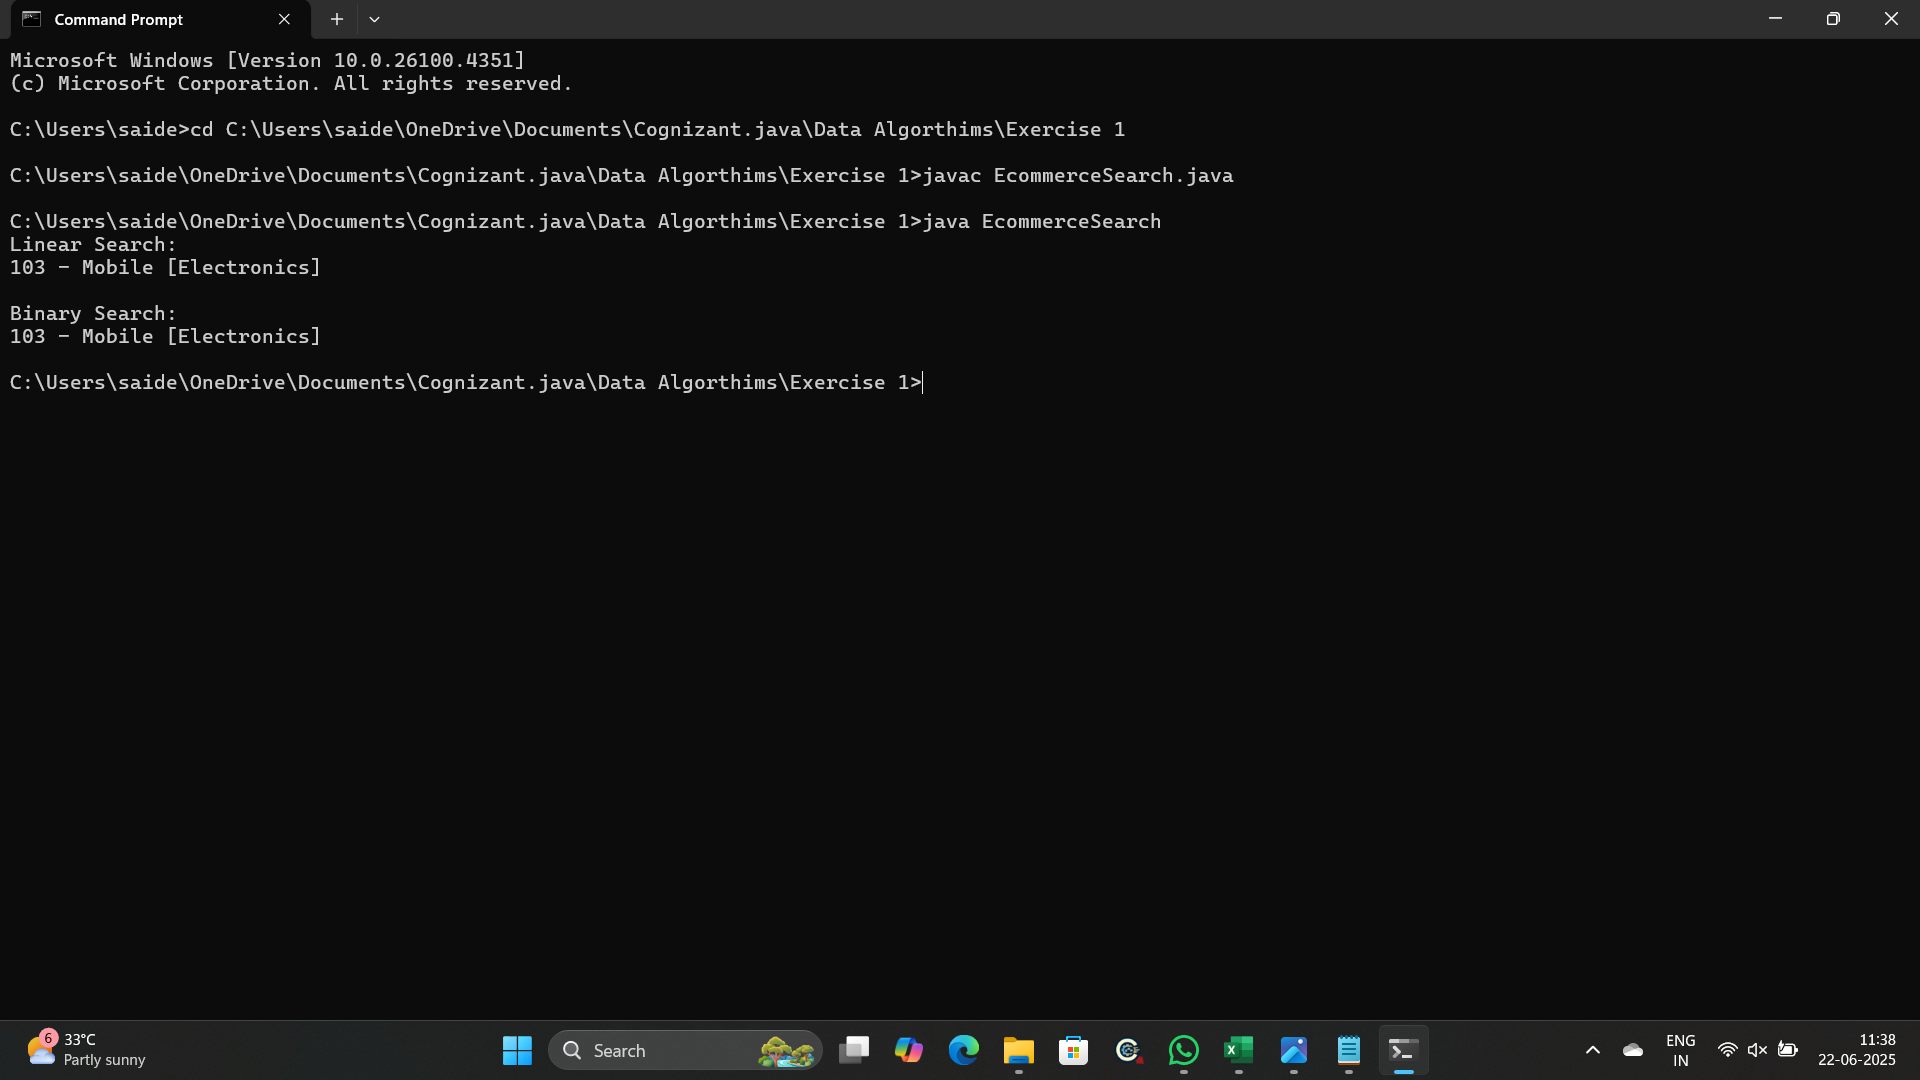 Command Prompt
Microsoft Windows [Version 10.0.26100.4351]
(c) Microsoft Corporation. All rights reserved.
C:\Users\saide>cd C:\Users\saide\OneDrive\Documents\Cognizant.java\Data Algorthims\Exercise 1
C:\Users\saide\OneDrive\Documents\Cognizant.java\Data Algorthims\Exercise 1>javac EcommerceSearch.java
C:\Users\saide\OneDrive\Documents\Cognizant.java\Data Algorthims\Exercise 1>java EcommerceSearch
Linear Search:
103 - Mobile [Electronics]
Binary Search:
103 - Mobile [Electronics]
C:\Users\saide\OneDrive\Documents\Cognizant.java\Data Algorthims\Exercise 1>
6
33°C
Partly sunny
Search
ENG
IN
11:38
22-06-2025